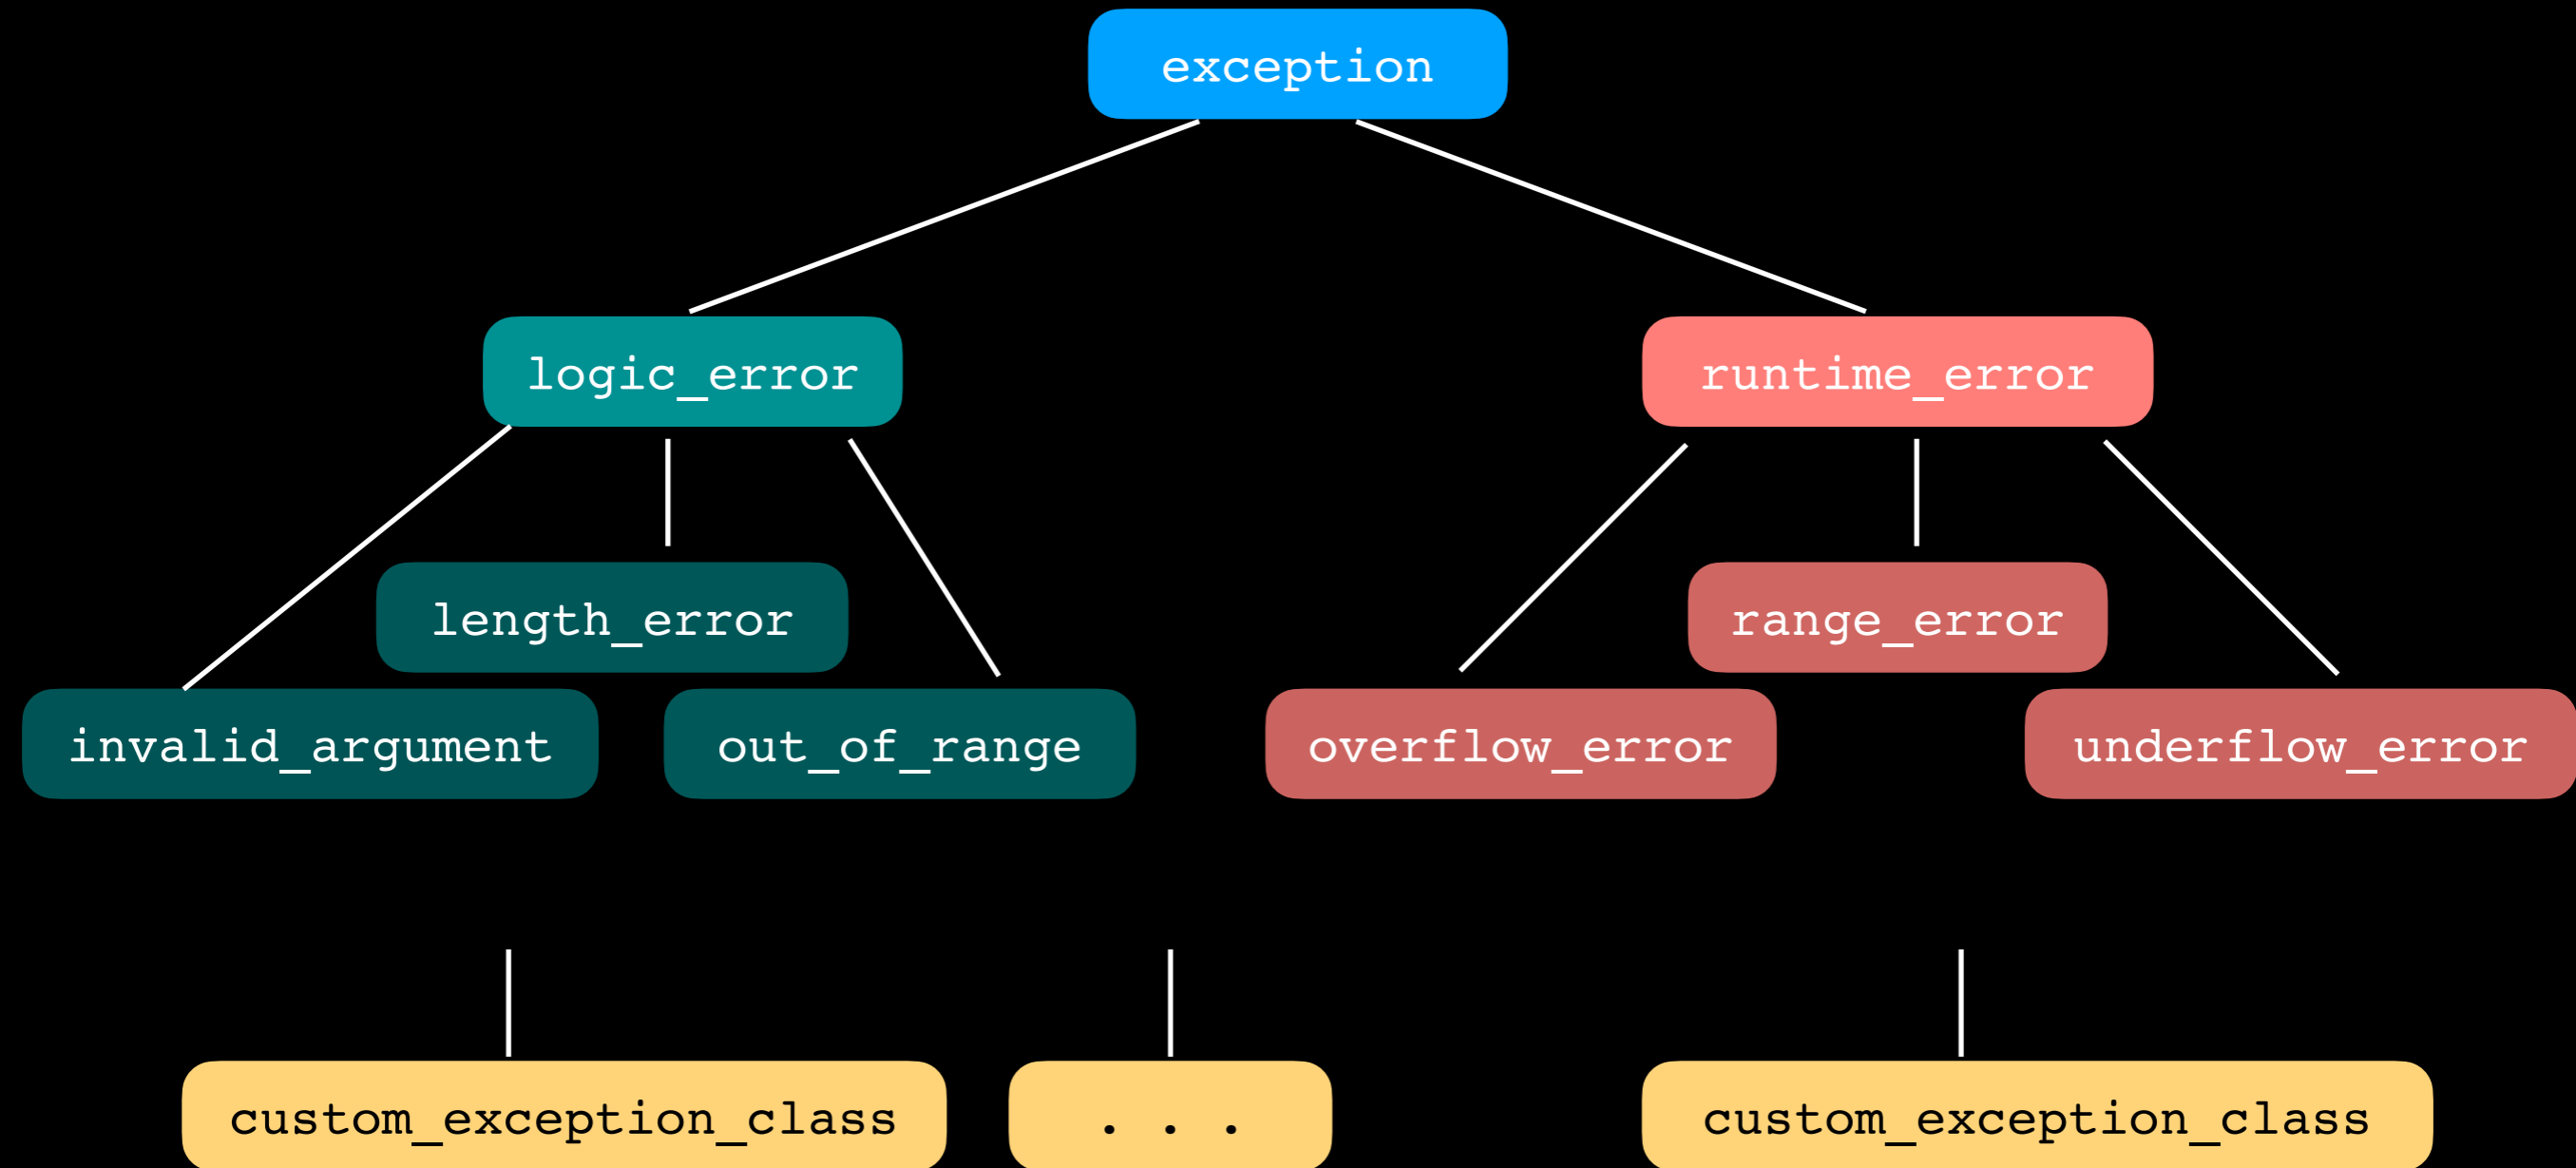 exception
logic_error
runtime_error
length_error
range_error
invalid_argument
out_of_range
overflow_error
underflow_error
custom_exception_class
. . .
custom_exception_class